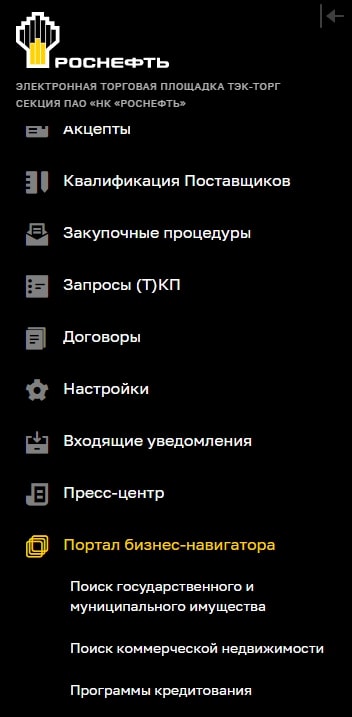 РОСНЕФТЬ
ЭЛЕКТРОННАЯ ТОРГОВАЯ ПЛОЩАДКА ТЭК-ТОРГ
СЕКЦИЯ ПАО «НК «РОСНЕФТЬ»
Акцепты
Квалификация Поставщиков
Закупочные процедуры
Запросы (Т)КП
Договоры
Настройки
Входящие уведомления
Пресс-центр
Портал бизнес-навигатора
Поиск государственного и
муниципального имущества
Поиск коммерческой недвижимости
Программы кредитования